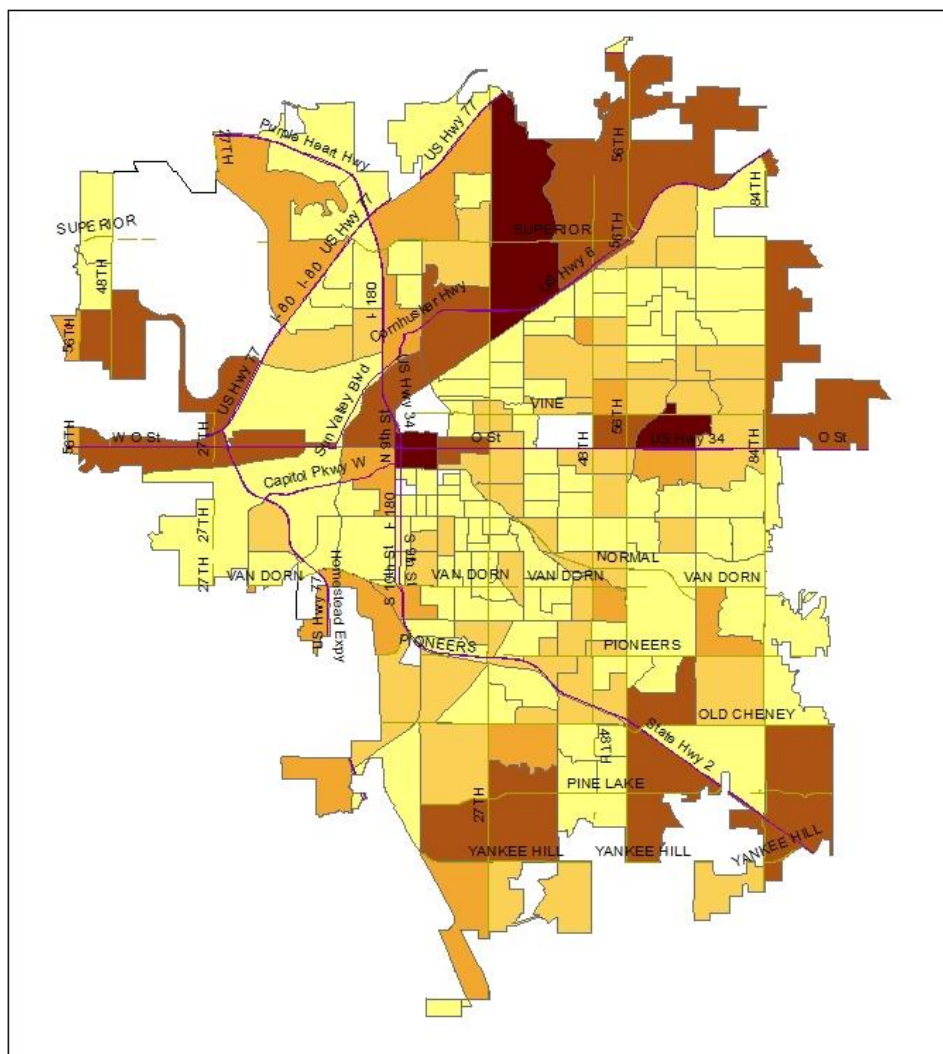 Purple Heart Hwy
27TH
US Hwy 77
56TH
84TH
SUPERIOR
US Hwy 77
SUPERIOR
56TH
48TH
I-80
I-80
US Hwy 6
I-180
Cornhusker Hwy
56TH
US Hwy 77
US Hwy 34
Sun Valley Blvd
VINE
56TH
W O St
27TH
56TH
N 9th St
O St
48TH
US Hwy 34
84TH
O St
Capitol Pkwy W
I-180
27TH
NORMAL
S 9th St
S 10th St
27TH
VAN DORN
VAN DORN
VAN DORN
VAN DORN
US Hwy 77
Homestead Expy
PIONEERS
PIONEERS
OLD CHENEY
48TH
State Hwy 2
PINE LAKE
27TH
YANKEE HILL
YANKEE HILL
YANKEE HILL